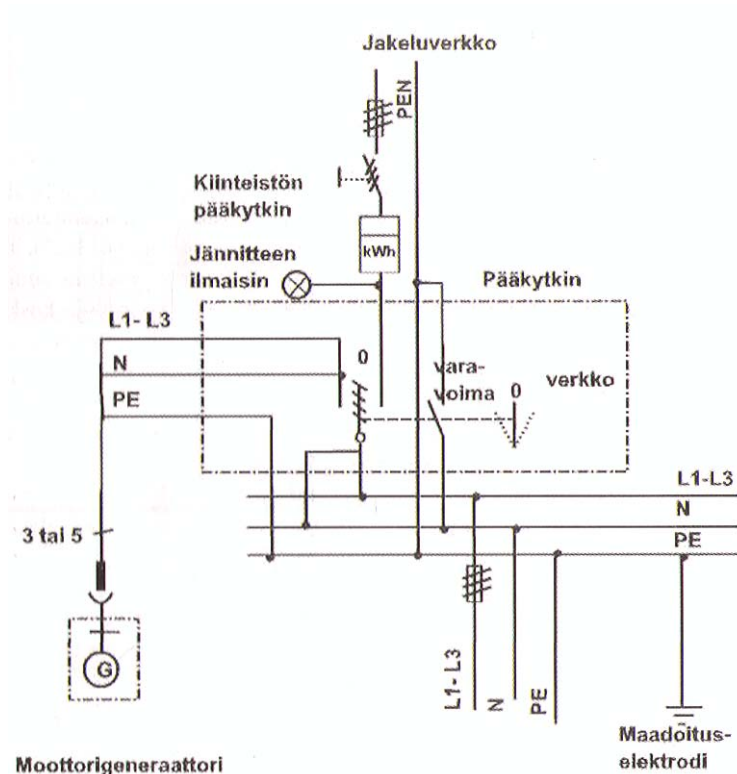 Jakeluverkko
PEN
Kiinteistön
pääkytkin
kWh
Jännitteen
ilmaisin
Pääkytkin
L1- L3
N
PE
0
vara-
voima
0
verkko
L1-L3
N
PE
3 tai 5
G
L1- L3
N
PE
Moottorigeneraattori
Maadoitus-
elektrodi